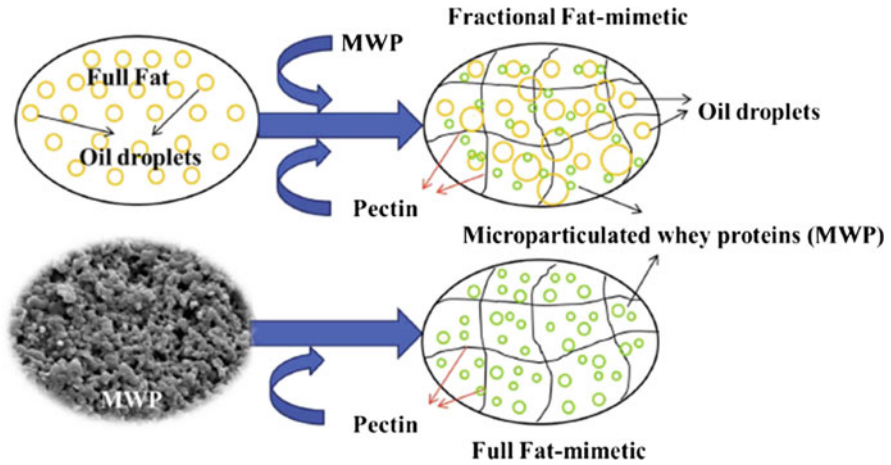 Fractional Fat-mimetic
MWP
Full Fat
Oil droplets
Oil droplets
Pectin
Microparticulated whey proteins (MWP)
MWP
Pectin
Full Fat-mimetic